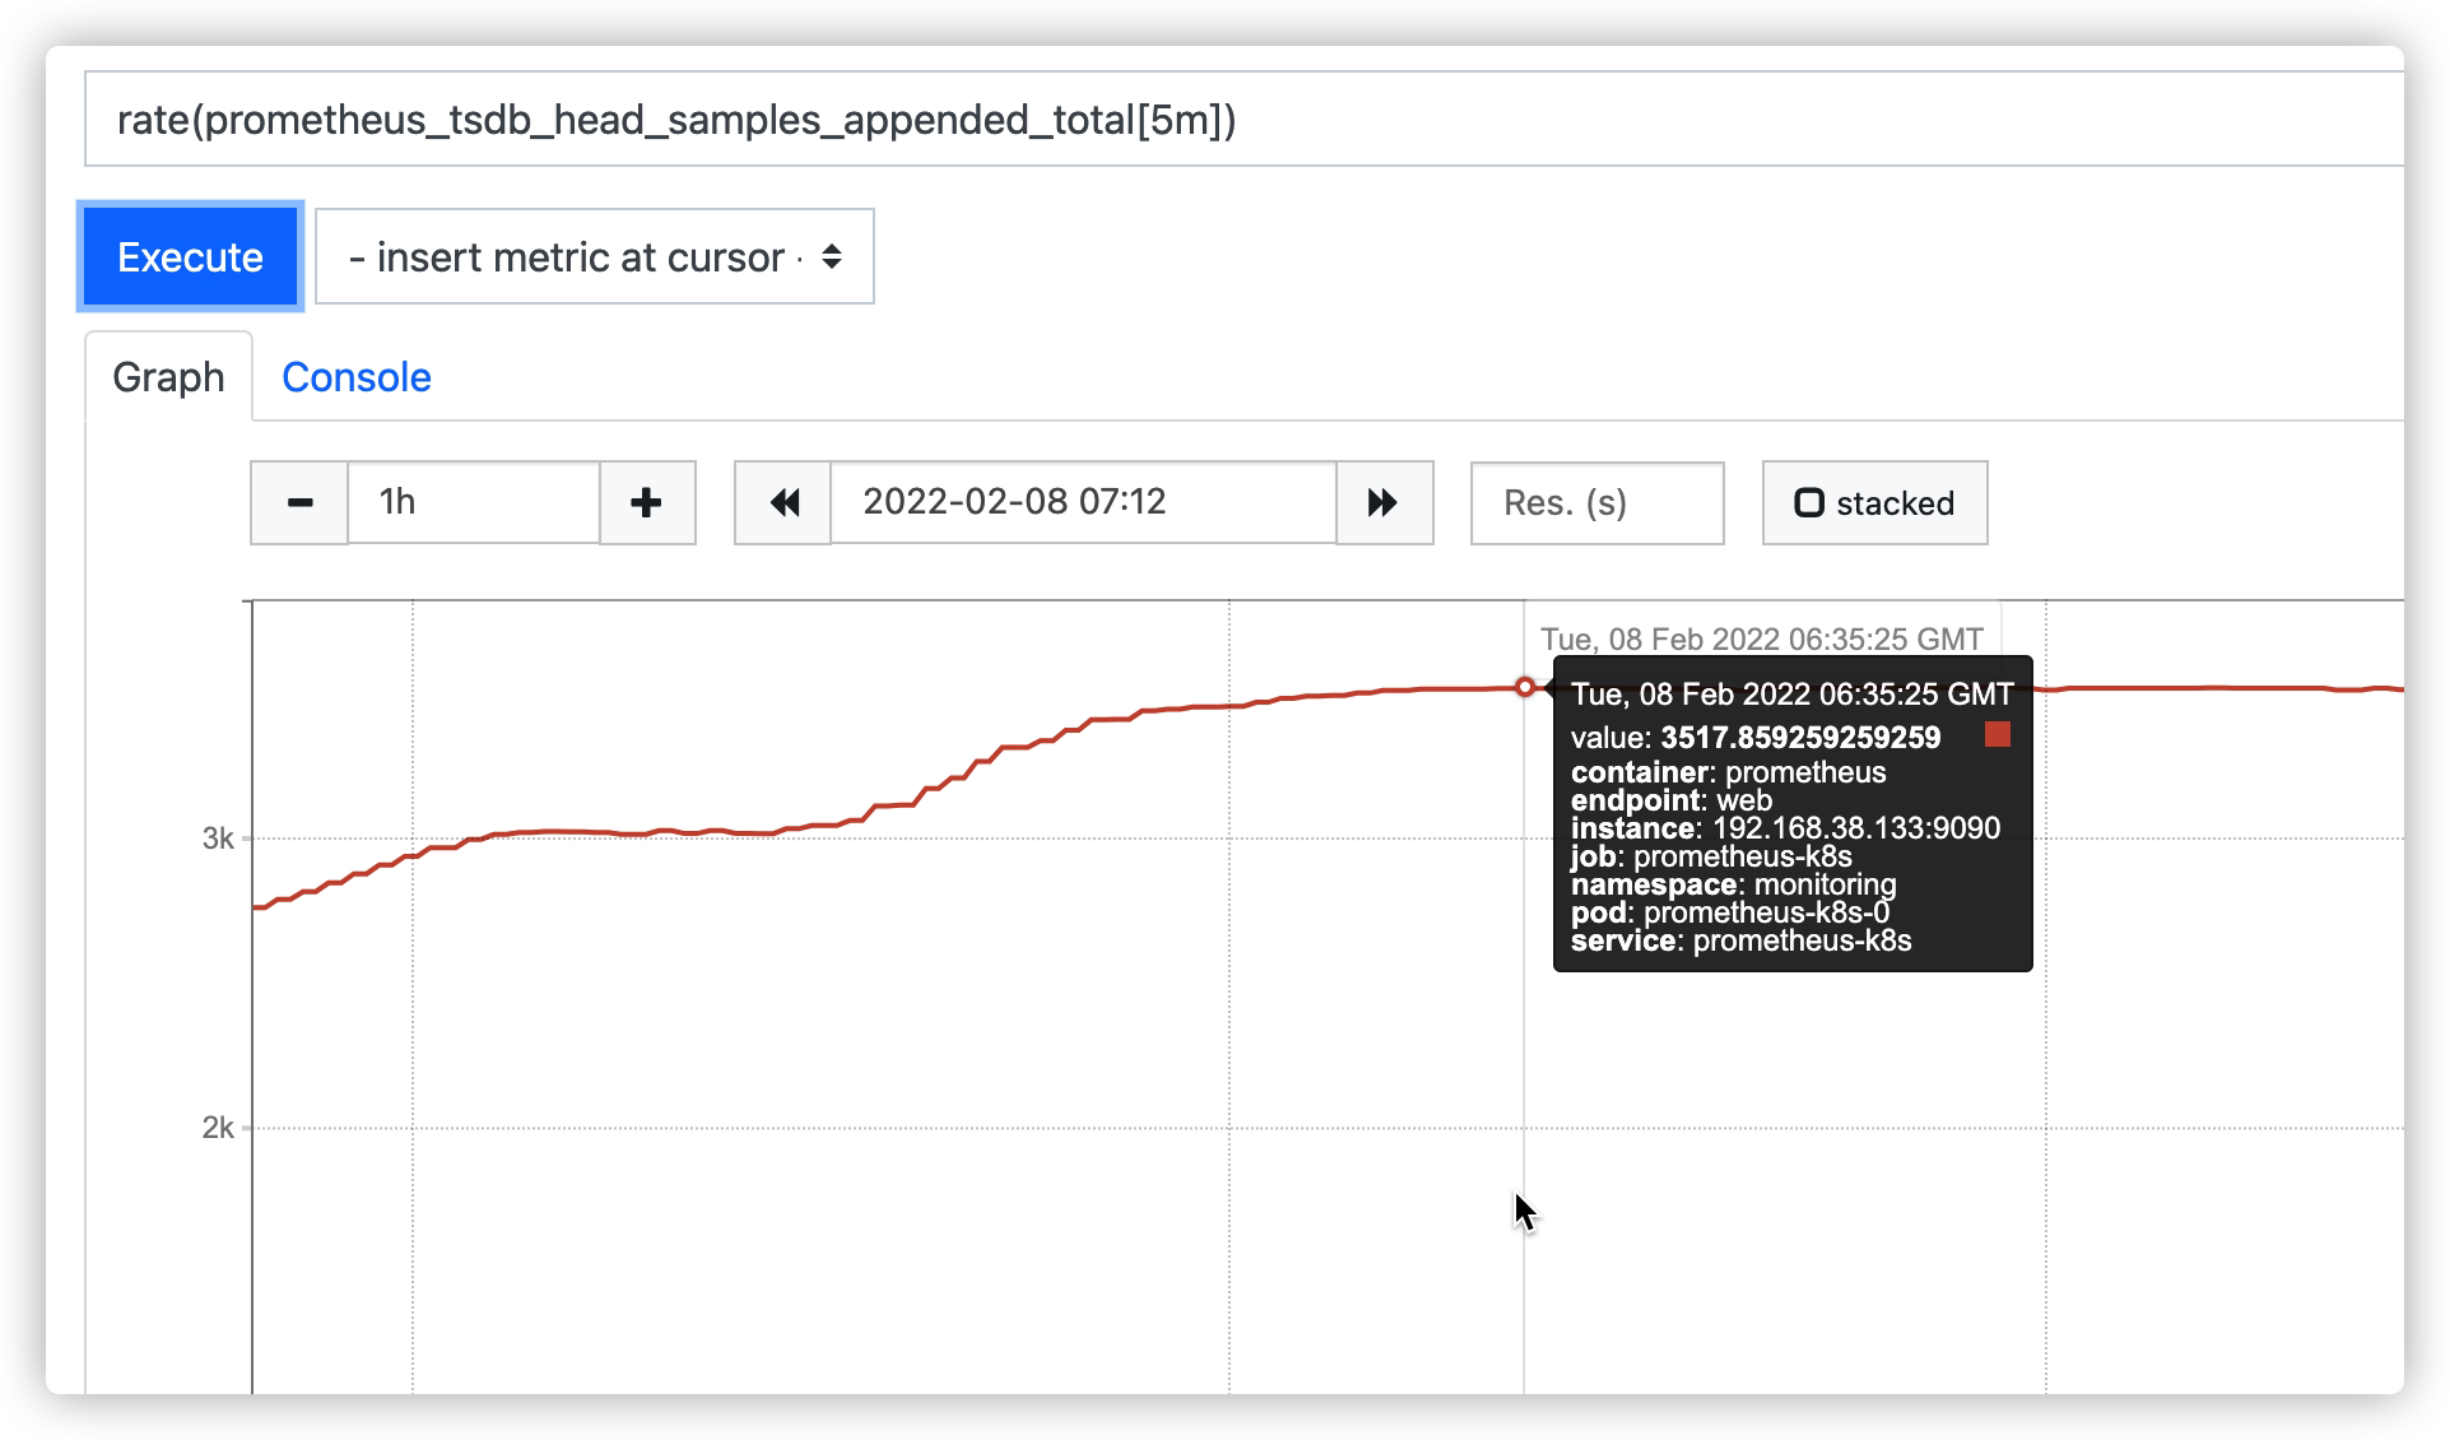 rate(prometheus_tsdb_head_samples_appended_total[5m])
Execute
- insert metric at cursor ·
Graph
Console
1h
2022-02-08 07:12
Res. (s)
stacked
Tue, 08 Feb 2022 06:35:25 GMT
Tue, 08 Feb 2022 06:35:25 GMT
value: 3517.859259259259
container: prometheus
endpoint: web
instance: 192.168.38.133:9090
job: prometheus-k8s
namespace: monitoring
pod: prometheus-k8s-0
service: prometheus-k8s
3k
2k